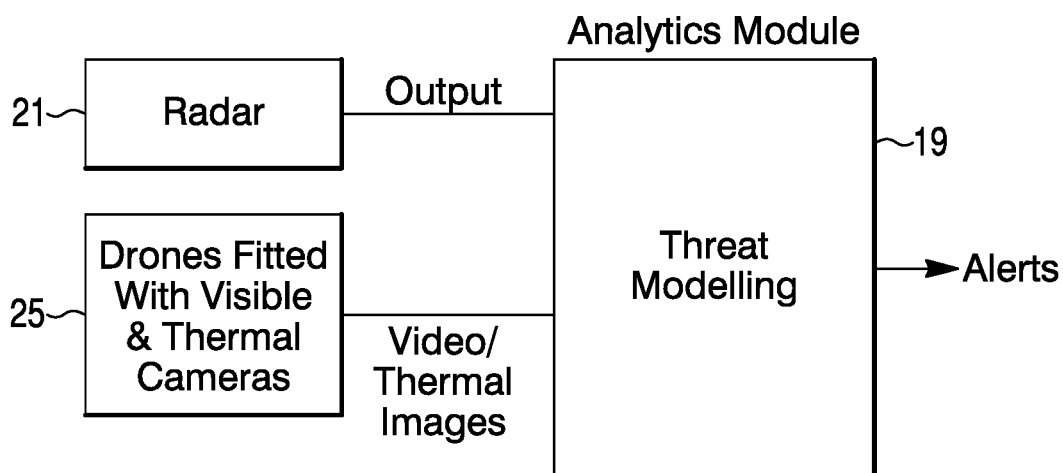 Analytics Module
21
Radar
Output
19
Drones Fitted
With Visible
& Thermal
Cameras
25
Video/
Thermal
Images
Threat
Modelling
Alerts